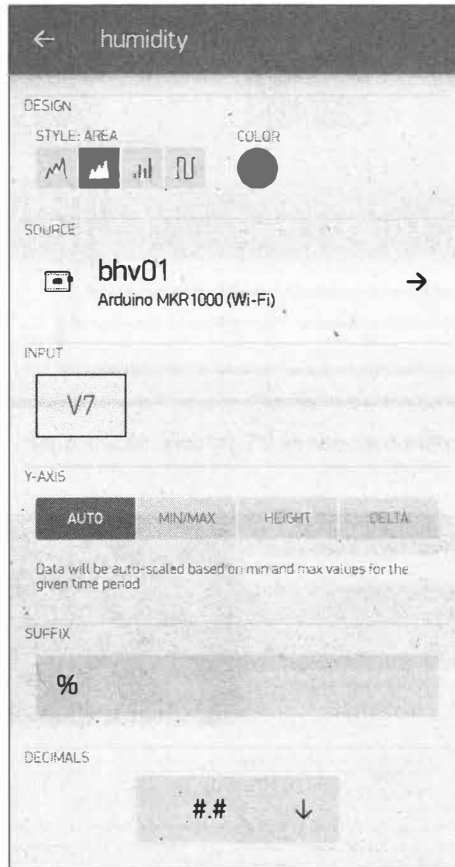 humidity
DESIGN
STYLE: AREA COLOR
SOURCE
bhv01
Arduino MKR1000 (Wi-Fi)
INPUT
V7
Y-AXIS
AUTO MIN/MAX HEIGHT DELTA
Data will be auto-scaled based on min and max values for the
given time period
SUFFIX
%
DECIMALS
#.#